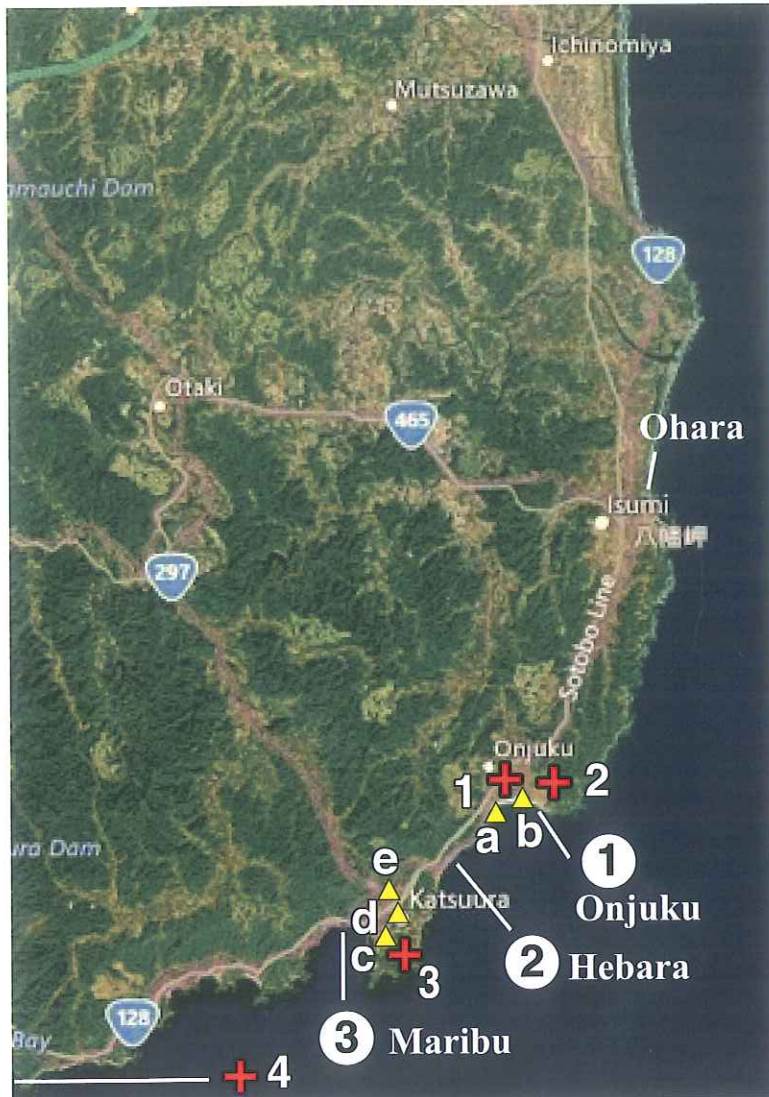 Ichinomiya
Mutsuzawa
amauchi Dam
128
Otaki
465
Ohara
Isumi
八幡岬
297
Sotobo Line
Onjuku
1
2
a
b
1
Onjuku
ura Dam
e
Katsuura
d
c
3
2 Hebara
3 Maribu
128
Bay
4